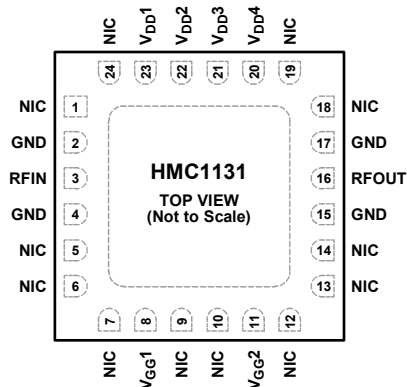 NIC VDD1 VDD2 VDD3 VDD4 NIC
24 23 22 21 20 19
NIC 1 18 NIC
GND 2 17 GND
RFIN 3 16 RFOUT
GND 4 15 GND
NIC 5 14 NIC
NIC 6 13 NIC
HMC1131
TOP VIEW
(Not to Scale)
7 8 9 10 11 12
NIC VGG1 NIC NIC VGG2 NIC